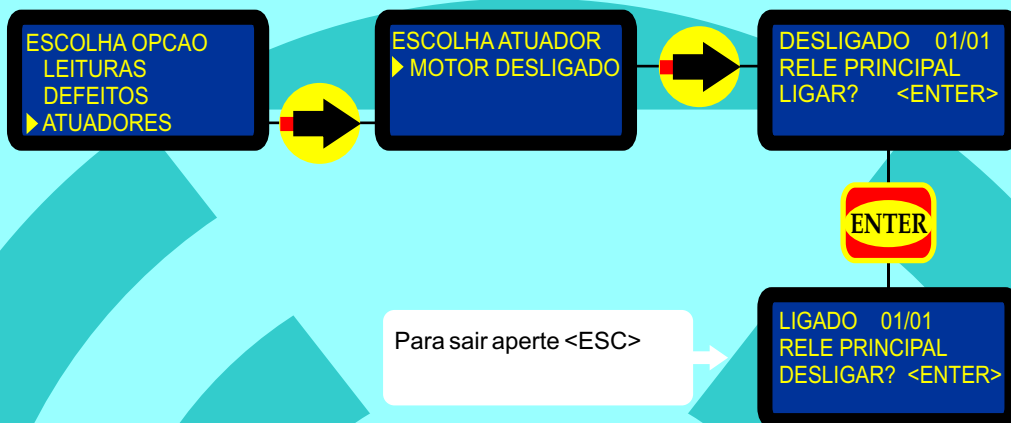 ESCOLHA OPCAO
LEITURAS
DEFEITOS
ATUADORES
ESCOLHA ATUADOR
MOTOR DESLIGADO
DESLIGADO 01/01
RELE PRINCIPAL
LIGAR? <ENTER>
ENTER
Para sair aperte <ESC>
LIGADO 01/01
RELE PRINCIPAL
DESLIGAR? <ENTER>